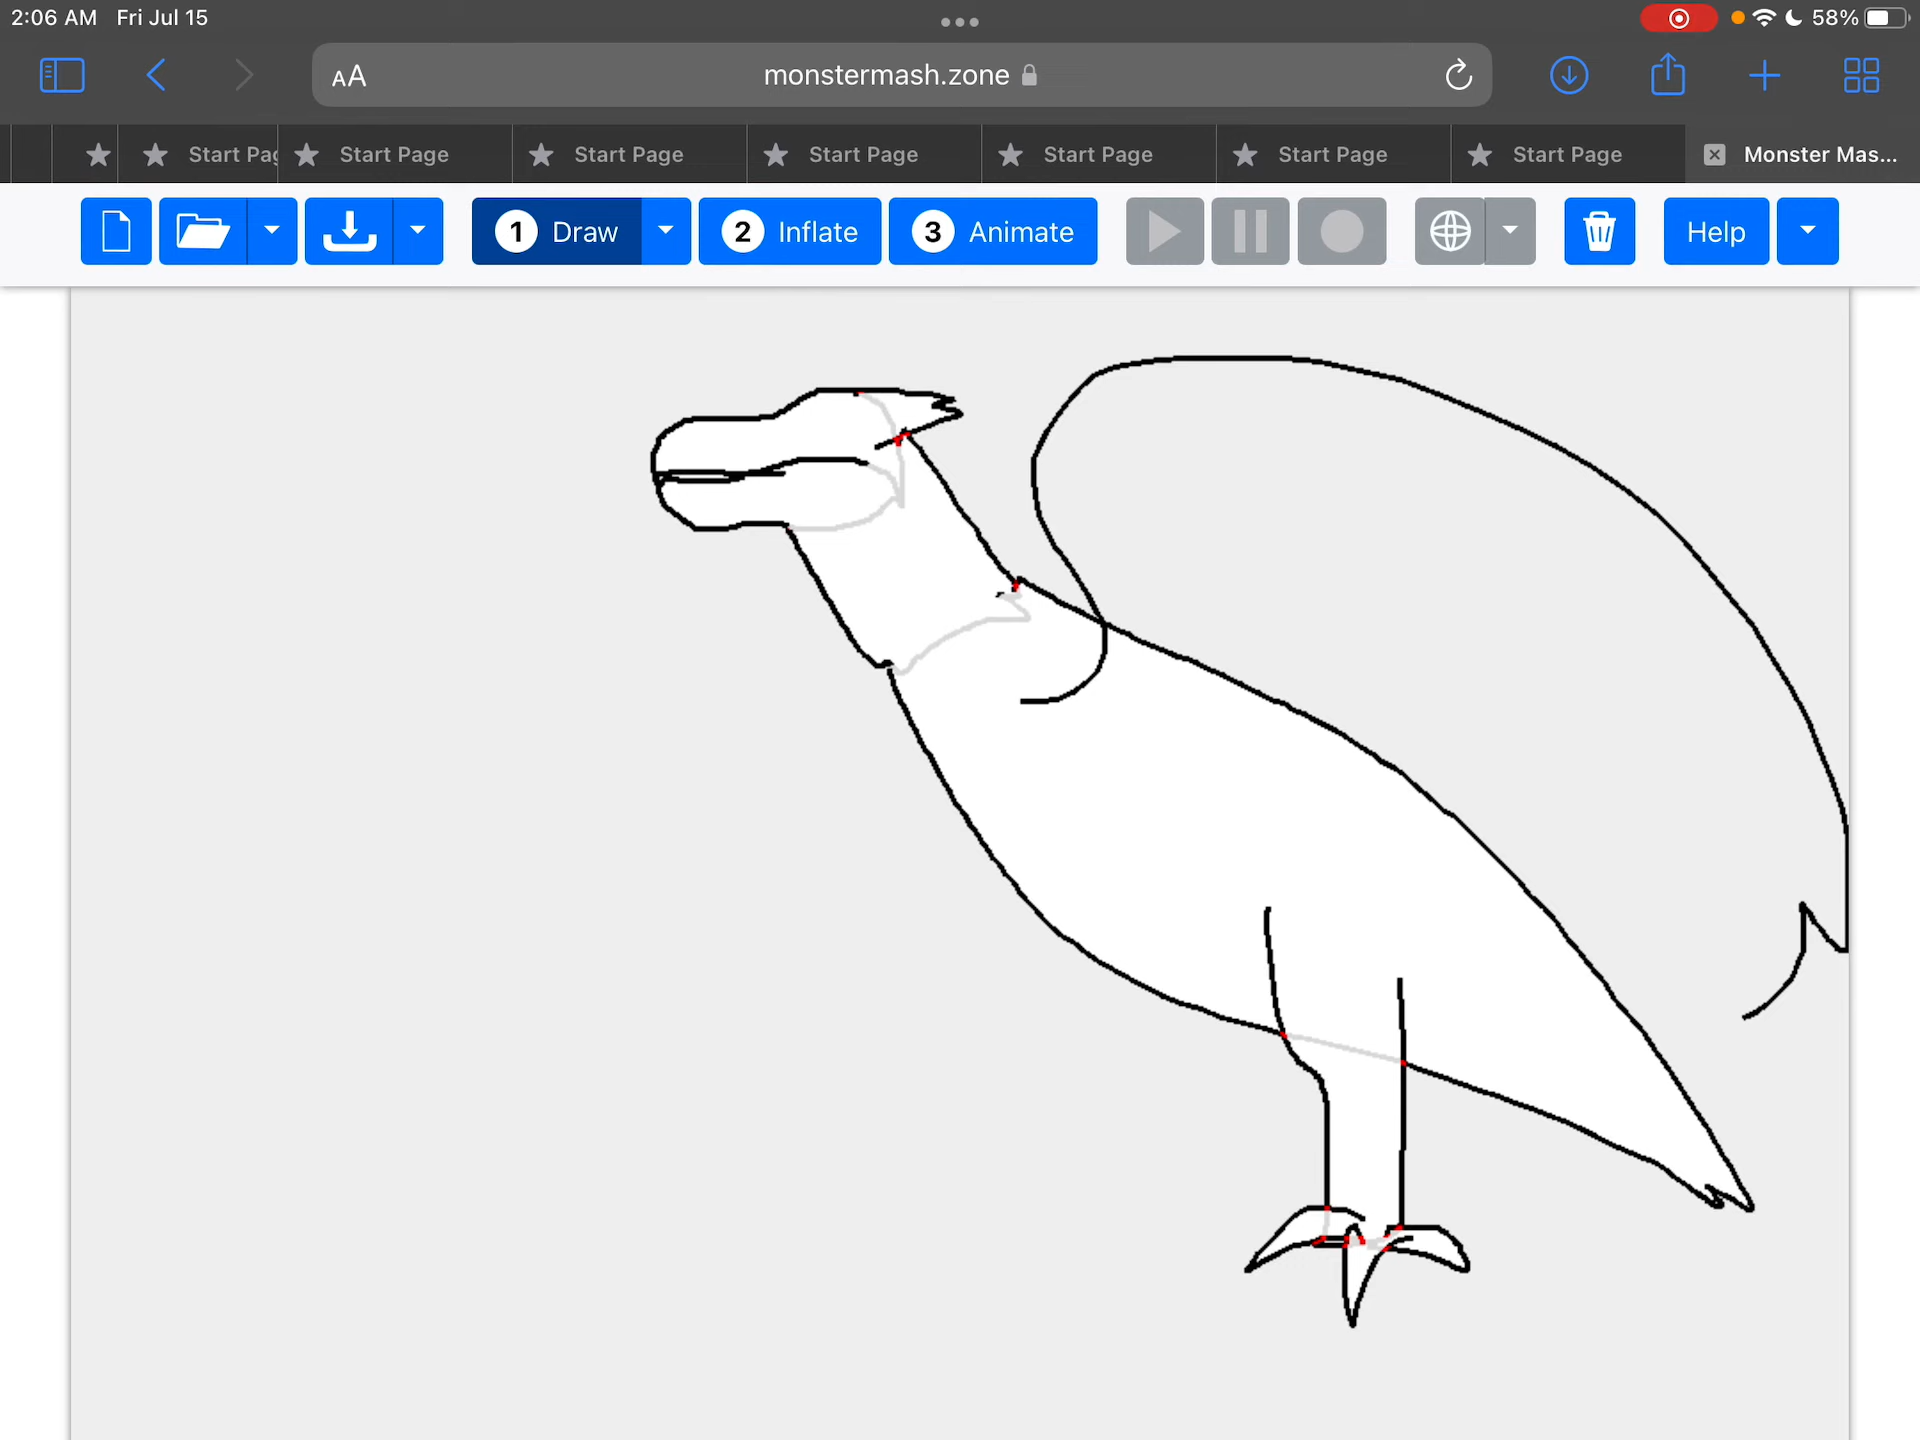 2:06 AM Fri Jul 15
58%
AA monstermash.zone
Start Pag Start Page Start Page Start Page Start Page Start Page Start Page Monster Mas...
1 Draw 2 Inflate 3 Animate Help